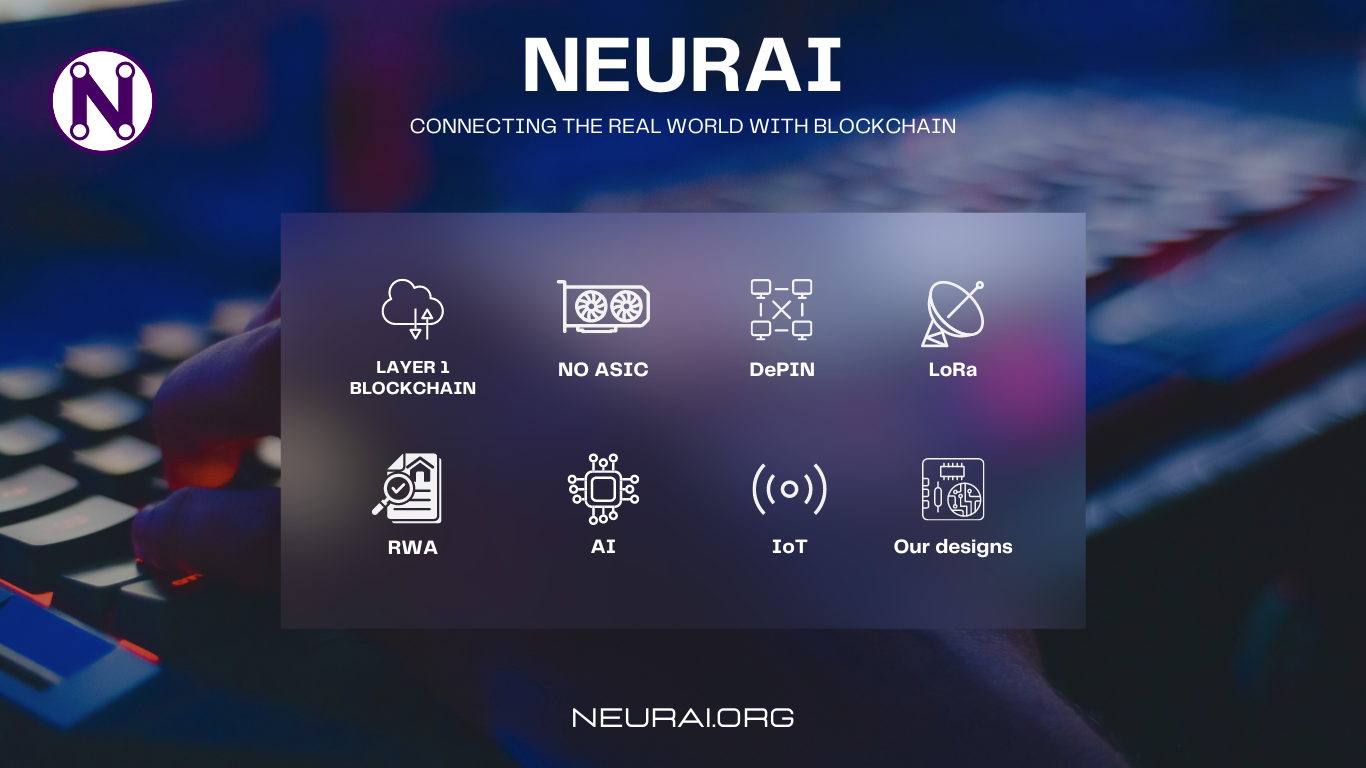 N
NEURAI
CONNECTING THE REAL WORLD WITH BLOCKCHAIN
LAYER 1
BLOCKCHAIN
NO ASIC
DePIN
LoRa
RWA
AI
IoT
Our designs
NEURAI.ORG